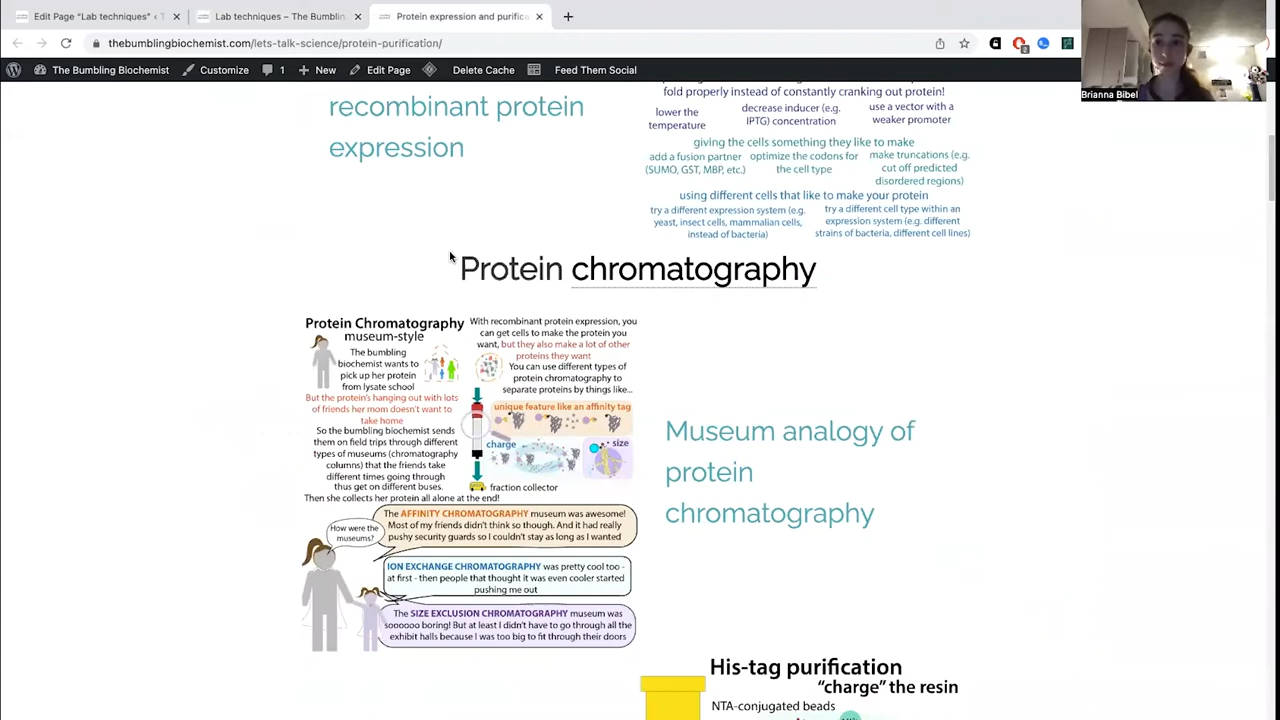 Edit Page “Lab techniques” ‹ T
Lab techniques – The Bumblin
Protein expression and purifica
thebumblingbiochemist.com/lets-talk-science/protein-purification/
The Bumbling Biochemist
Customize
1
New
Edit Page
Delete Cache
Feed Them Social
2
Brianna Bibel
recombinant protein
expression
fold properly instead of constantly cranking out protein!
lower the
temperature
decrease inducer (e.g.
IPTG) concentration
use a vector with a
weaker promoter
giving the cells something they like to make
add a fusion partner
(SUMO, GST, MBP, etc.)
optimize the codons for
the cell type
make truncations (e.g.
cut off predicted
disordered regions)
using different cells that like to make your protein
try a different expression system (e.g.
yeast, insect cells, mammalian cells,
instead of bacteria)
try a different cell type within an
expression system (e.g. different
strains of bacteria, different cell lines)
Protein chromatography
Protein Chromatography
museum-style
The bumbling
biochemist wants to
pick up her protein
from lysate school
But the protein's hanging out with lots
of friends her mom doesn't want to
take home
So the bumbling biochemist sends
them on field trips through different
types of museums (chromatography
columns) that the friends take
different times going through
thus get on different buses.
Then she collects her protein all alone at the end!
With recombinant protein expression, you
can get cells to make the protein you
want, but they also make a lot of other
proteins they want
You can use different types of
protein chromatography to
separate proteins by things like...
unique feature like an affinity tag
charge
size
fraction collector
How were the
museums?
The AFFINITY CHROMATOGRAPHY museum was awesome!
Most of my friends didn't think so though. And it had really
pushy security guards so I couldn't stay as long as I wanted
ION EXCHANGE CHROMATOGRAPHY was pretty cool too -
at first - then people that thought it was even cooler started
pushing me out
The SIZE EXCLUSION CHROMATOGRAPHY museum was
soooooo boring! But at least I didn't have to go through all the
exhibit halls because I was too big to fit through their doors
Museum analogy of
protein
chromatography
His-tag purification
“charge” the resin
NTA-conjugated beads